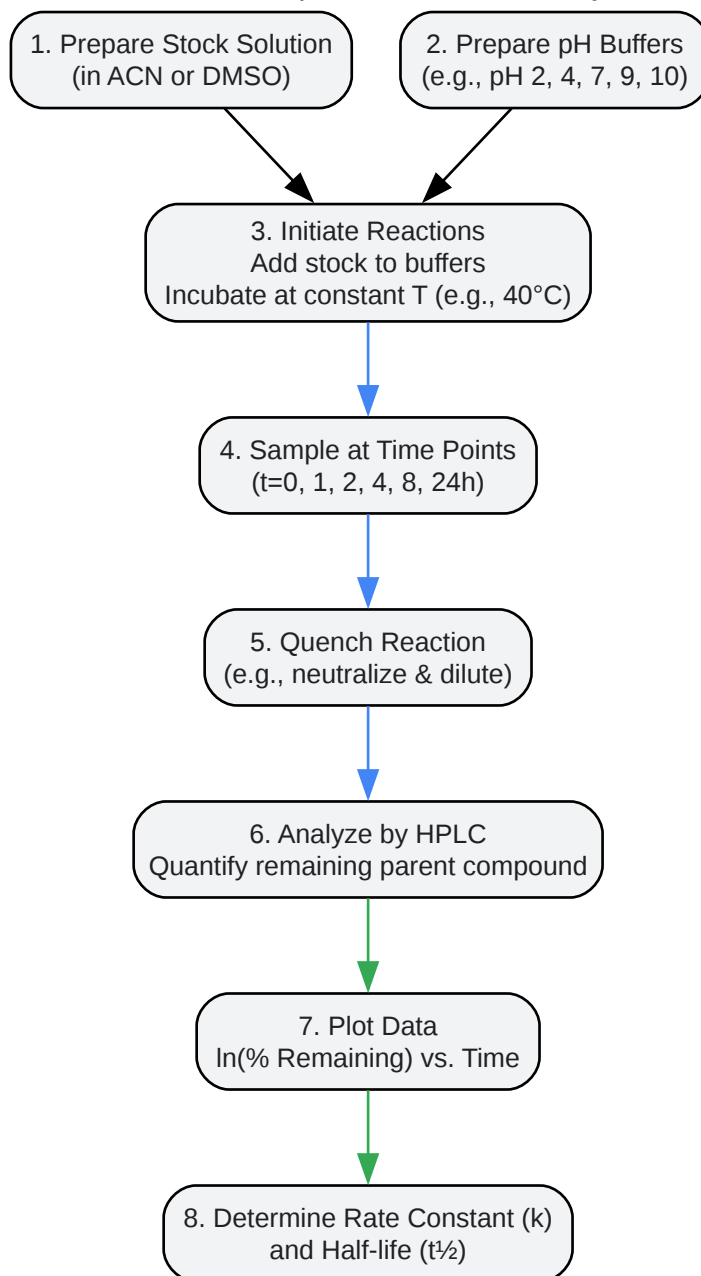 1. Prepare Stock Solution
(in ACN or DMSO)
2. Prepare pH Buffers
(e.g., pH 2, 4, 7, 9, 10)
3. Initiate Reactions
Add stock to buffers
Incubate at constant T (e.g., 40°C)
4. Sample at Time Points
(t=0, 1, 2, 4, 8, 24h)
5. Quench Reaction
(e.g., neutralize & dilute)
6. Analyze by HPLC
Quantify remaining parent compound
7. Plot Data
ln(% Remaining) vs. Time
8. Determine Rate Constant (k)
and Half-life (t½)